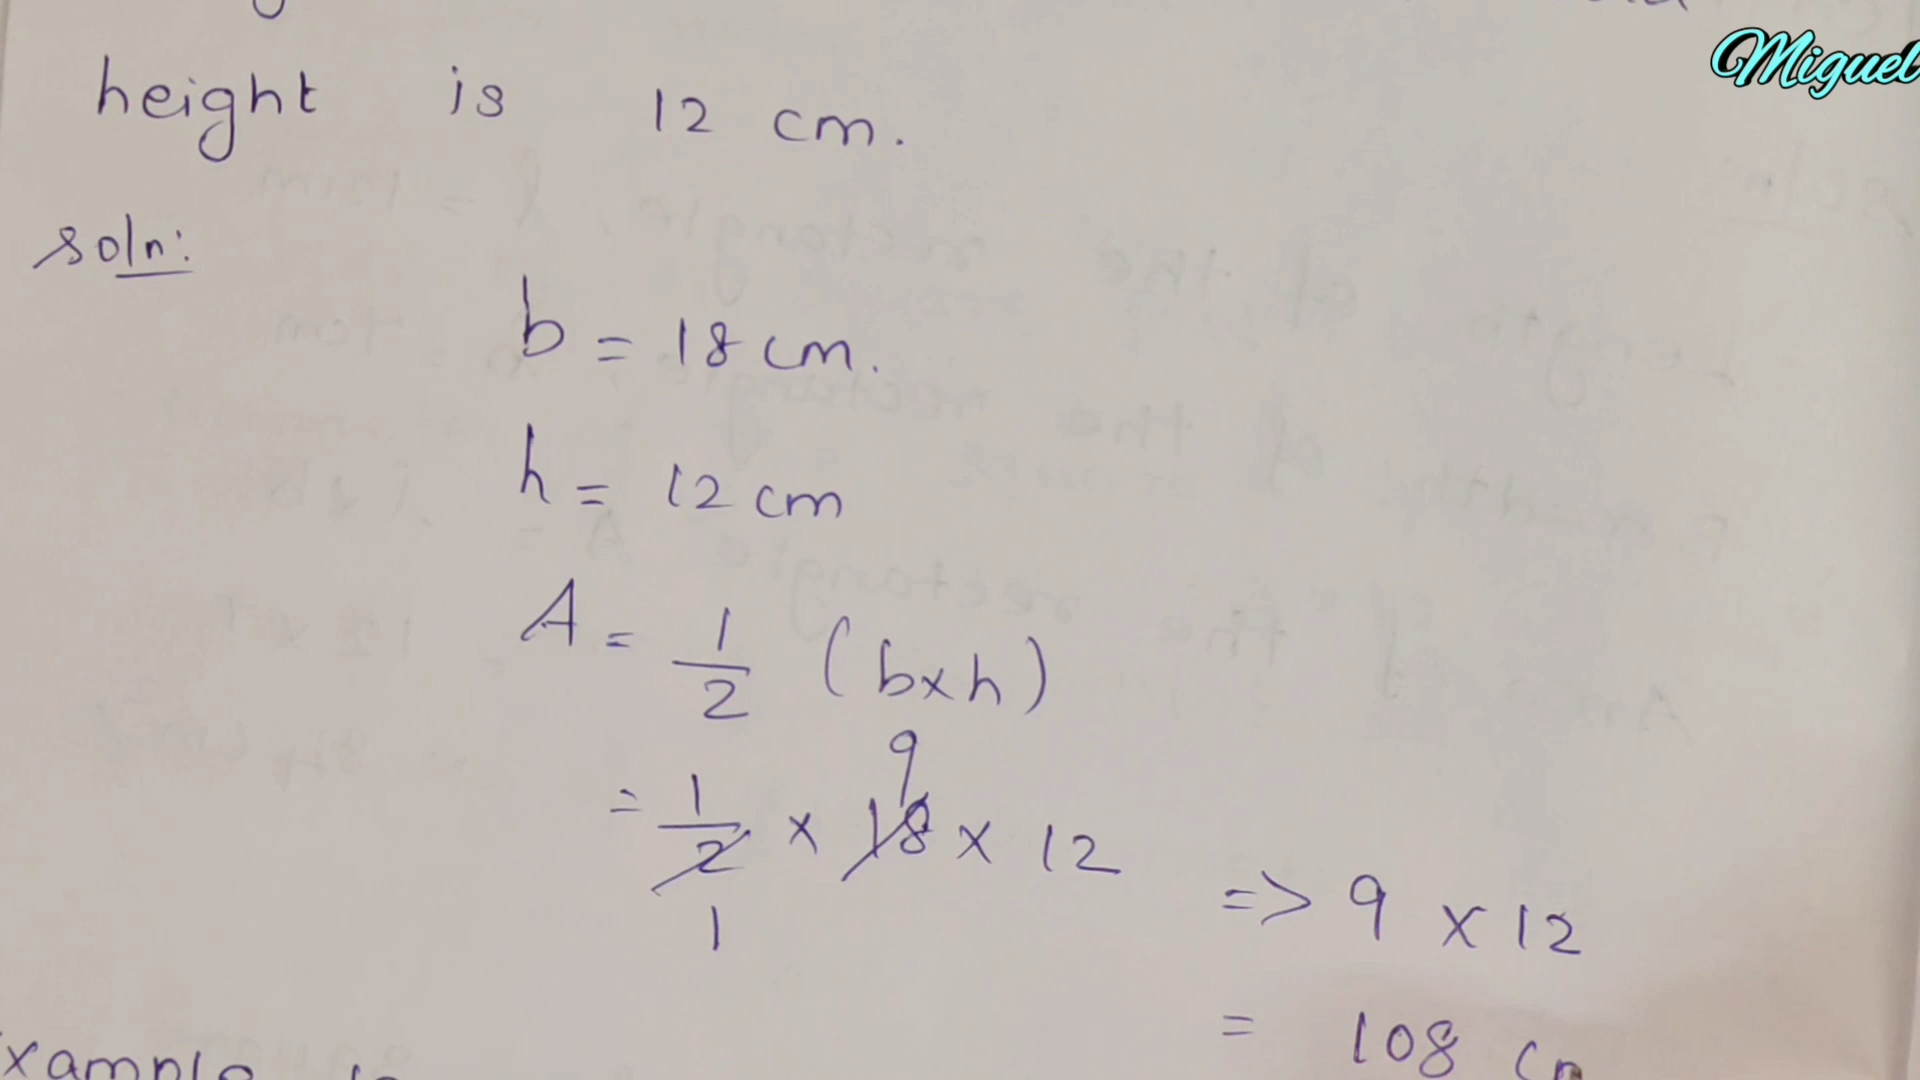 Miguel
height is 12 cm.
soln:
b = 18 cm.
h = 12 cm
A = 1/2 (b x h)
9
= 1/2 x 18 x 12
1
=> 9 x 12
= 108